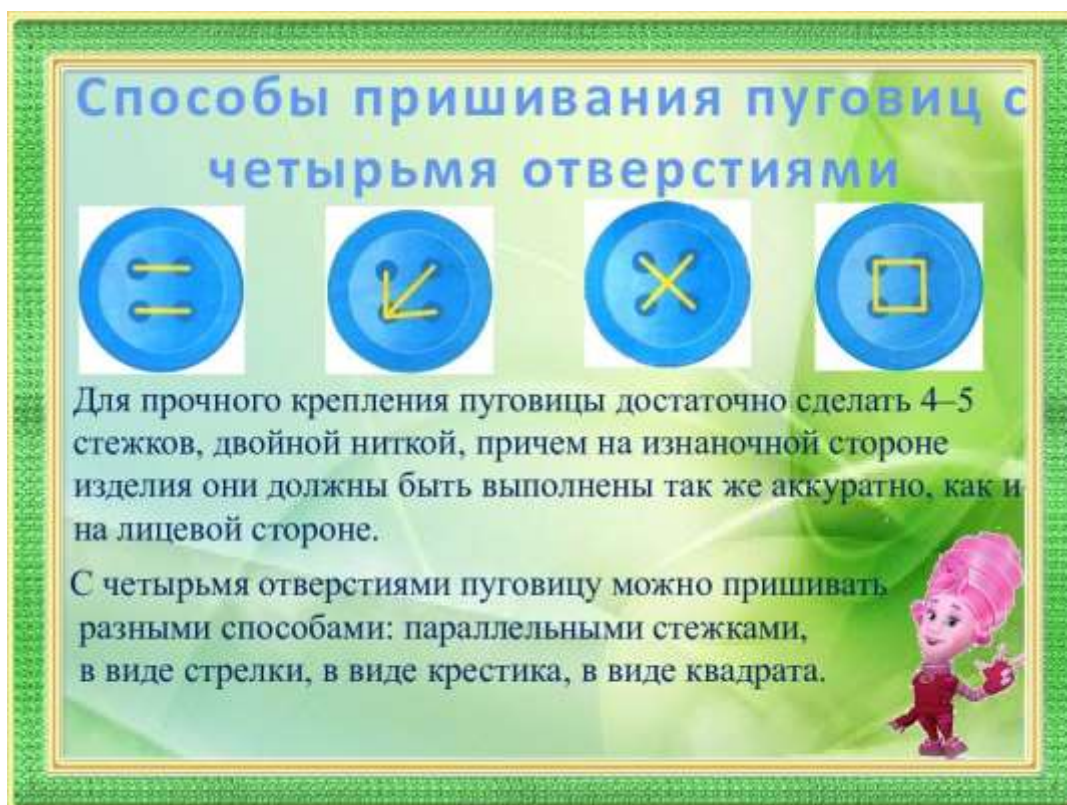 Способы пришивания пуговиц с
четырьмя отверстиями
Для прочного крепления пуговицы достаточно сделать 4–5
стежков, двойной ниткой, причем на изнаночной стороне
изделия они должны быть выполнены так же аккуратно, как и
на лицевой стороне.
С четырьмя отверстиями пуговицу можно пришивать
разными способами: параллельными стежками,
в виде стрелки, в виде крестика, в виде квадрата.